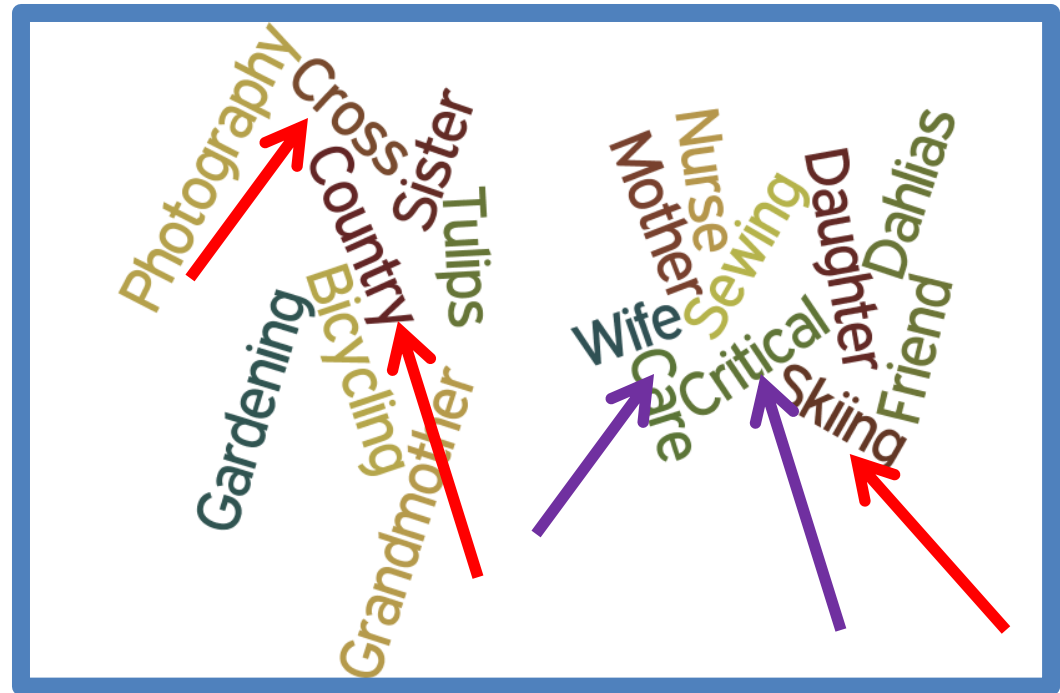 Photography
Cross
Country
Sister
Tulips
Gardening
Bicycling
Grandmother
Mother
Nurse
Sewing
Wife
Care
Critical
Daughter
Dahlias
Friend
Skiing